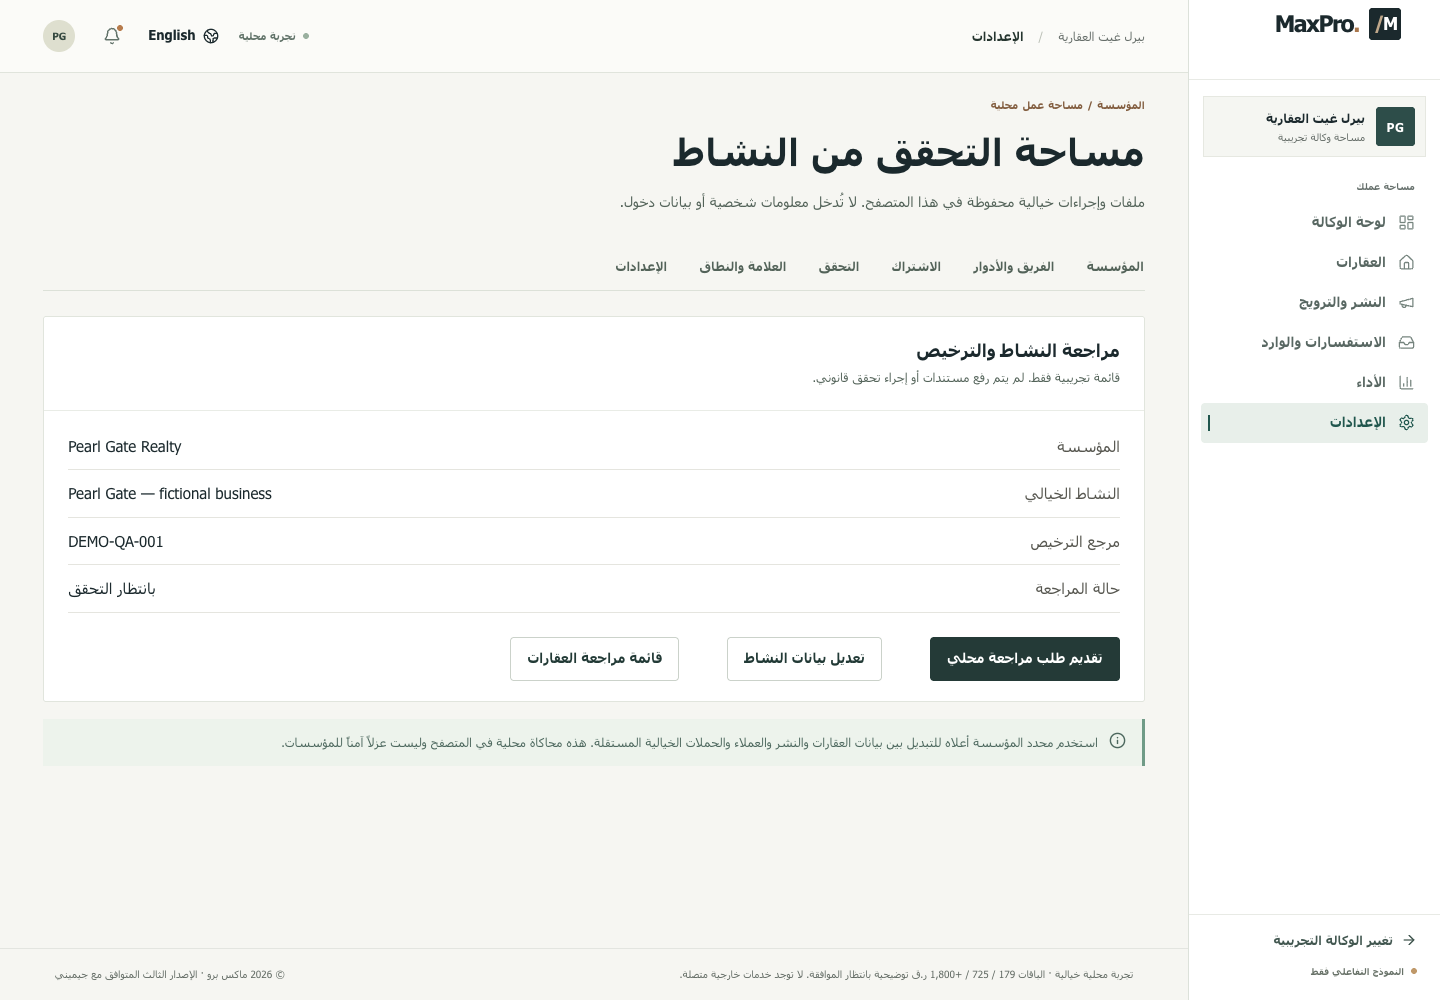 MaxPro.
/M
بيرل غيت العقارية / الإعدادات
تجربة محلية
English
PG
PG
بيرل غيت العقارية
مساحة وكالة تجريبية
مساحة عملك
لوحة الوكالة
العقارات
النشر والترويج
الاستفسارات والوارد
الأداء
الإعدادات
تغيير الوكالة التجريبية
النموذج التفاعلي فقط
المؤسسة / مساحة عمل محلية
مساحة التحقق من النشاط
ملفات وإجراءات خيالية محفوظة في هذا المتصفح. لا تُدخل معلومات شخصية أو بيانات دخول.
المؤسسة الفريق والأدوار الاشتراك التحقق العلامة والنطاق الإعدادات
مراجعة النشاط والترخيص
قائمة تجريبية فقط. لم يتم رفع مستندات أو إجراء تحقق قانوني.
المؤسسة Pearl Gate Realty
النشاط الخيالي Pearl Gate — fictional business
مرجع الترخيص DEMO-QA-001
حالة المراجعة بانتظار التحقق
تقديم طلب مراجعة محلي تعديل بيانات النشاط قائمة مراجعة العقارات
استخدم محدد المؤسسة أعلاه للتبديل بين بيانات العقارات والنشر والعملاء والحملات الخيالية المستقلة. هذه محاكاة محلية في المتصفح وليست عزلاً آمناً للمؤسسات.
تجربة محلية خيالية · الباقات 179 / 725 / +1,800 ر.ق توضيحية بانتظار الموافقة. لا توجد خدمات خارجية متصلة.
© 2026 ماكس برو · الإصدار الثالث المتوافق مع جيميني